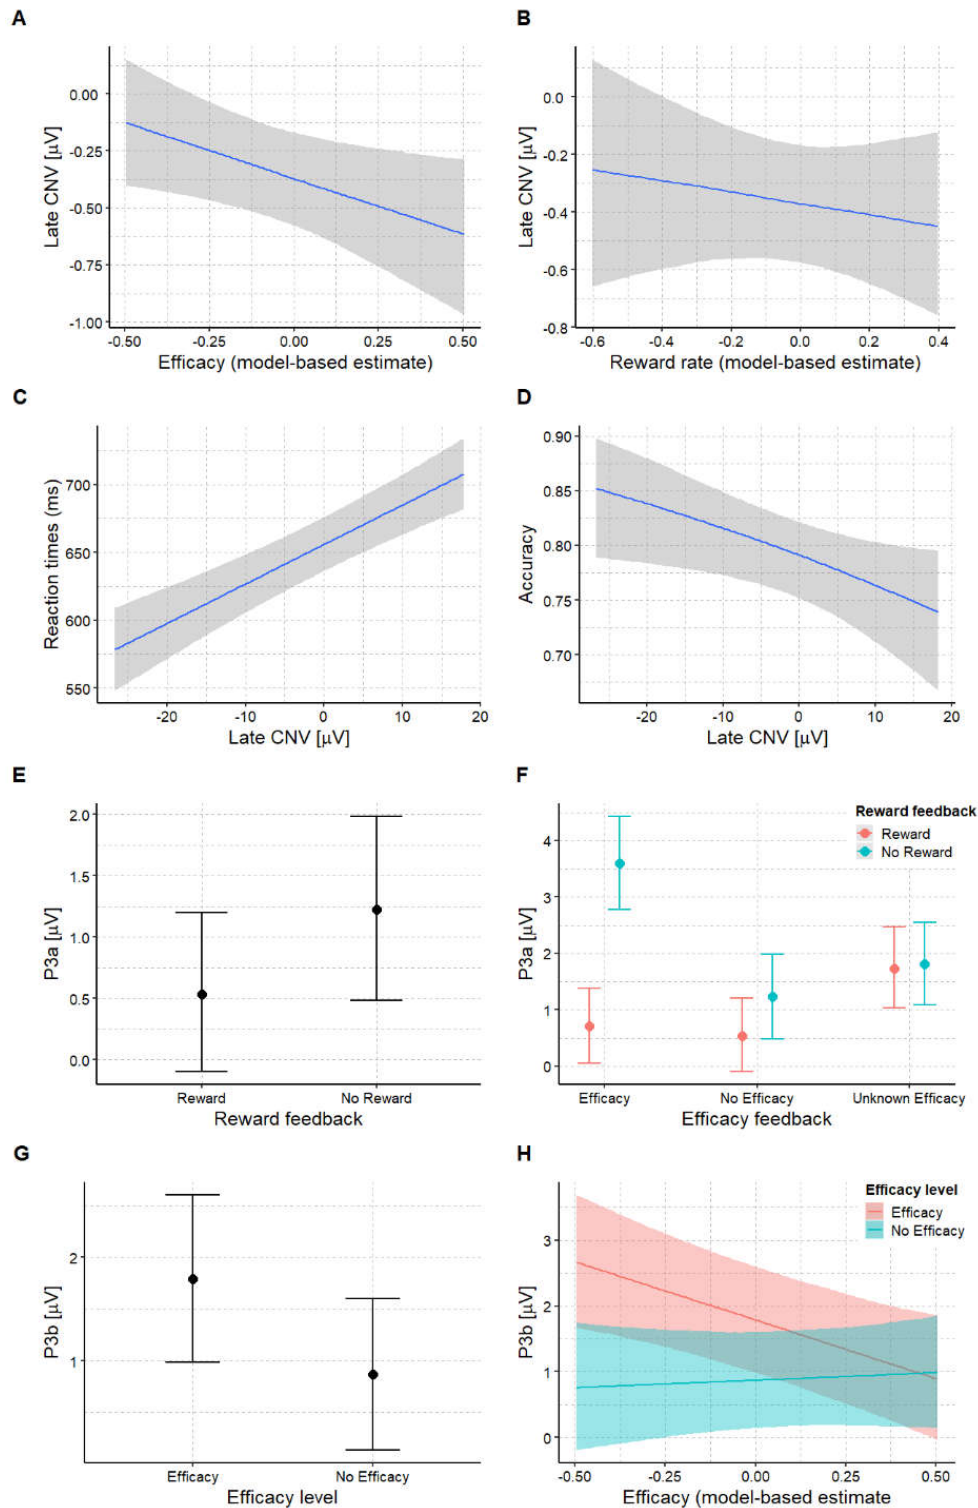 A
Late CNV [µV]
0.00
-0.25
-0.50
-0.75
-1.00
-0.50 -0.25 0.00 0.25 0.50
Efficacy (model-based estimate)
B
Late CNV [µV]
0.0
-0.2
-0.4
-0.6
-0.8
-0.6 -0.4 -0.2 0.0 0.2 0.4
Reward rate (model-based estimate)
C
Reaction times (ms)
700
650
600
550
-20 -10 0 10 20
Late CNV [µV]
D
Accuracy
0.90
0.85
0.80
0.75
0.70
-20 -10 0 10 20
Late CNV [µV]
E
P3a [µV]
2.0
1.5
1.0
0.5
0.0
Reward No Reward
Reward feedback
F
Reward feedback
Reward
No Reward
P3a [µV]
4
3
2
1
0
Efficacy No Efficacy Unknown Efficacy
Efficacy feedback
G
P3b [µV]
2
1
Efficacy No Efficacy
Efficacy level
H
Efficacy level
Efficacy
No Efficacy
P3b [µV]
3
2
1
0
-0.50 -0.25 0.00 0.25 0.50
Efficacy (model-based estimate